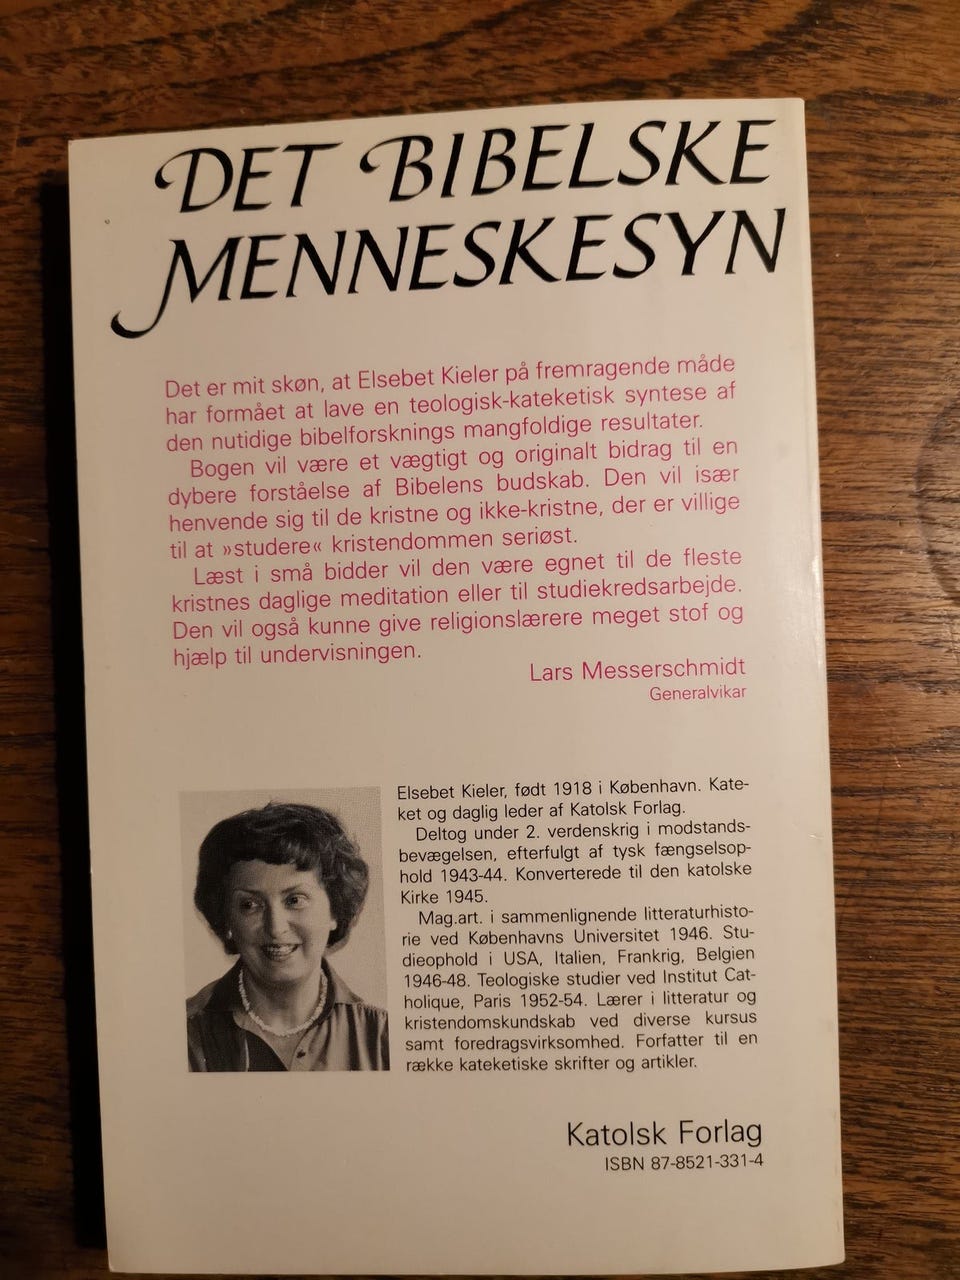 DET BIBELSKE
MENNESKESYN
Det er mit skøn, at Elsebet Kieler på fremragende måde
har formået at lave en teologisk-kateketisk syntese af
den nutidige bibelforsknings mangfoldige resultater.
Bogen vil være et vægtigt og originalt bidrag til en
dybere forståelse af Bibelens budskab. Den vil især
henvende sig til de kristne og ikke-kristne, der er villige
til at »studere« kristendommen seriøst.
Læst i små bidder vil den være egnet til de fleste
kristnes daglige meditation eller til studiekredsarbejde.
Den vil også kunne give religionslærere meget stof og
hjælp til undervisningen.
Lars Messerschmidt
Generalvikar
Elsebet Kieler, født 1918 i København. Kate-
ket og daglig leder af Katolsk Forlag.
Deltog under 2. verdenskrig i modstands-
bevægelsen, efterfulgt af tysk fængselsop-
hold 1943-44. Konverterede til den katolske
Kirke 1945.
Mag.art. i sammenlignende litteraturhisto-
rie ved Københavns Universitet 1946. Stu-
dieophold i USA, Italien, Frankrig, Belgien
1946-48. Teologiske studier ved Institut Cat-
holique, Paris 1952-54. Lærer i litteratur og
kristendomskundskab ved diverse kursus
samt foredragsvirksomhed. Forfatter til en
række kateketiske skrifter og artikler.
Katolsk Forlag
ISBN 87-8521-331-4